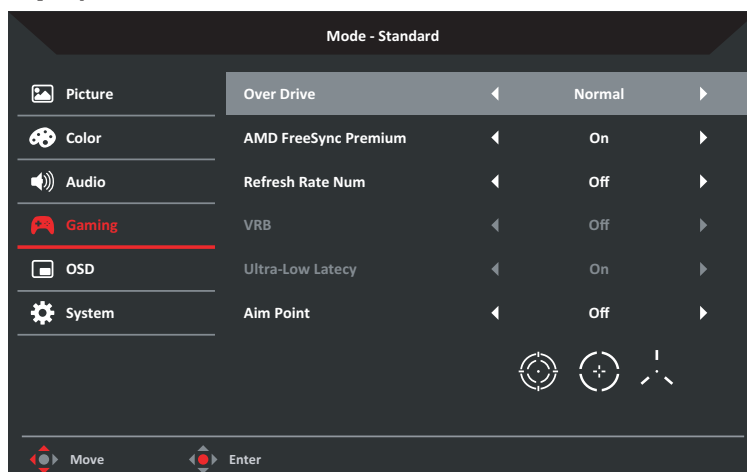 Mode - Standard
Picture
Over Drive Normal
Color
AMD FreeSync Premium On
Audio
Refresh Rate Num Off
Gaming
VRB Off
OSD
Ultra-Low Latecy On
System
Aim Point Off
Move Enter